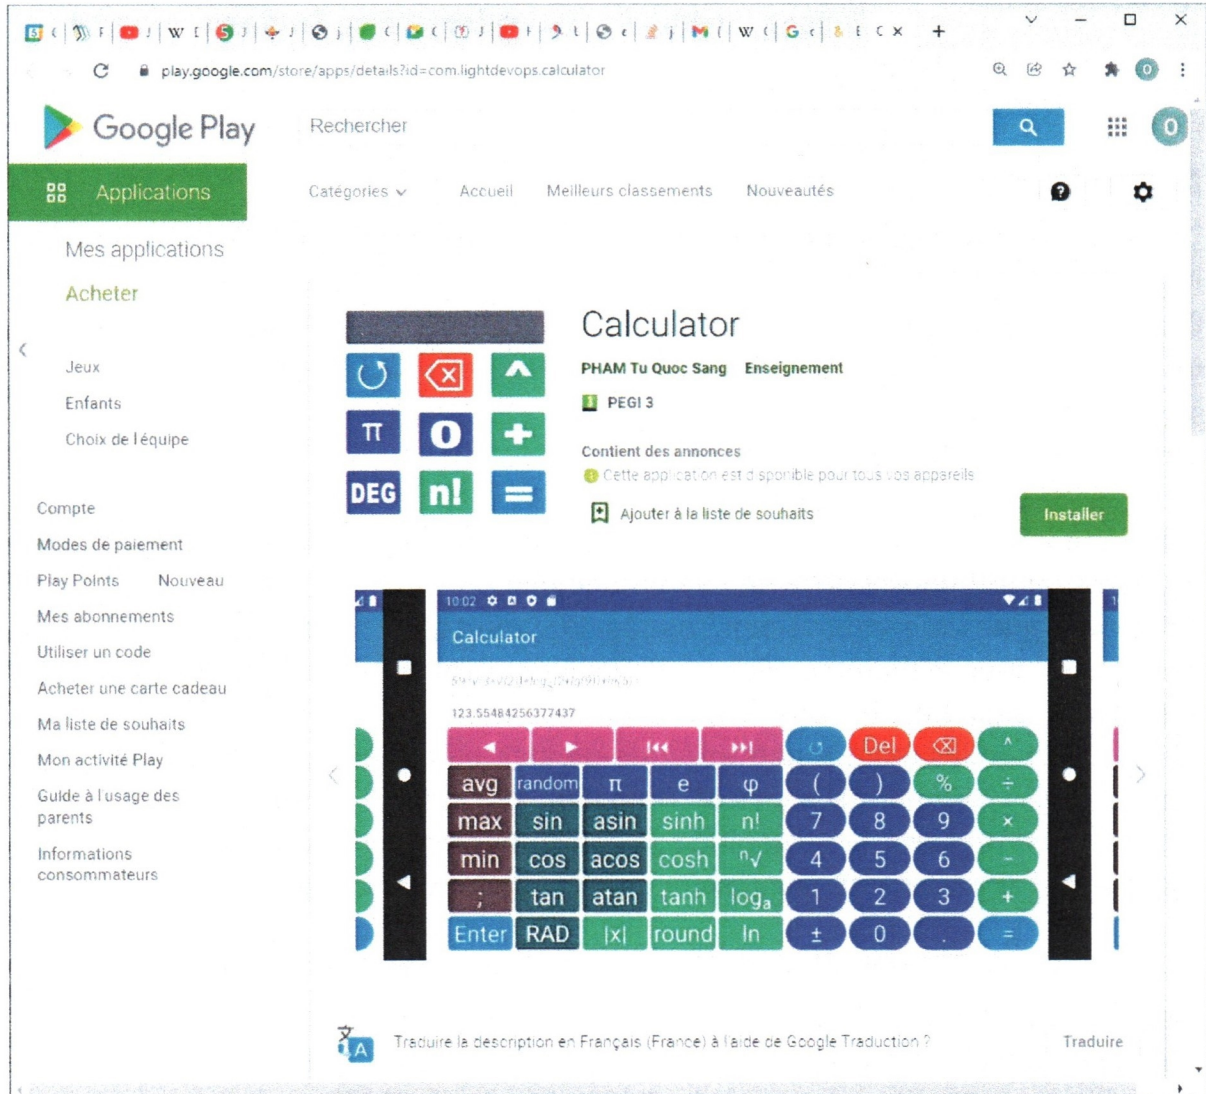 play.google.com/store/apps/details?id=com.lightdevops.calculator
Google Play
Rechercher
Applications
Catégories
Accueil
Meilleurs classements
Nouveautés
Mes applications
Acheter
Jeux
Enfants
Choix de l'équipe
Compte
Modes de paiement
Play Points Nouveau
Mes abonnements
Utiliser un code
Acheter une carte cadeau
Ma liste de souhaits
Mon activité Play
Guide à l'usage des
parents
Informations
consommateurs
π 0 +
DEG n! =
Calculator
PHAM Tu Quoc Sang Enseignement
3 PEGI 3
Contient des annonces
Cette application est disponible pour tous vos appareils
Ajouter à la liste de souhaits
Installer
10:02
Calculator
123.55484256377437
Del ^
avg random π e φ ( ) % ÷
max sin asin sinh n! 7 8 9 ×
min cos acos cosh ⁿ√ 4 5 6 −
; tan atan tanh logₐ 1 2 3 +
Enter RAD |x| round ln ± 0 . =
Traduire la description en Français (France) à l'aide de Google Traduction ?
Traduire